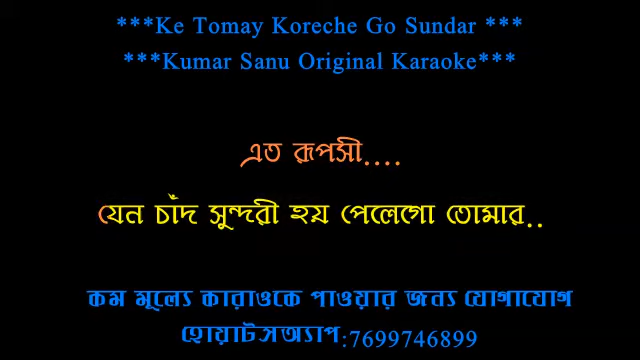 ***Ke Tomay Koreche Go Sundar ***
***Kumar Sanu Original Karaoke***
এত রূপসী....
যেন চাঁদ সুন্দরী হয় পেলেগো তোমার..
কম মূল্যে কারাওকে পাওয়ার জন্য যোগাযোগ
হোয়াটসঅ্যাপ:7699746899